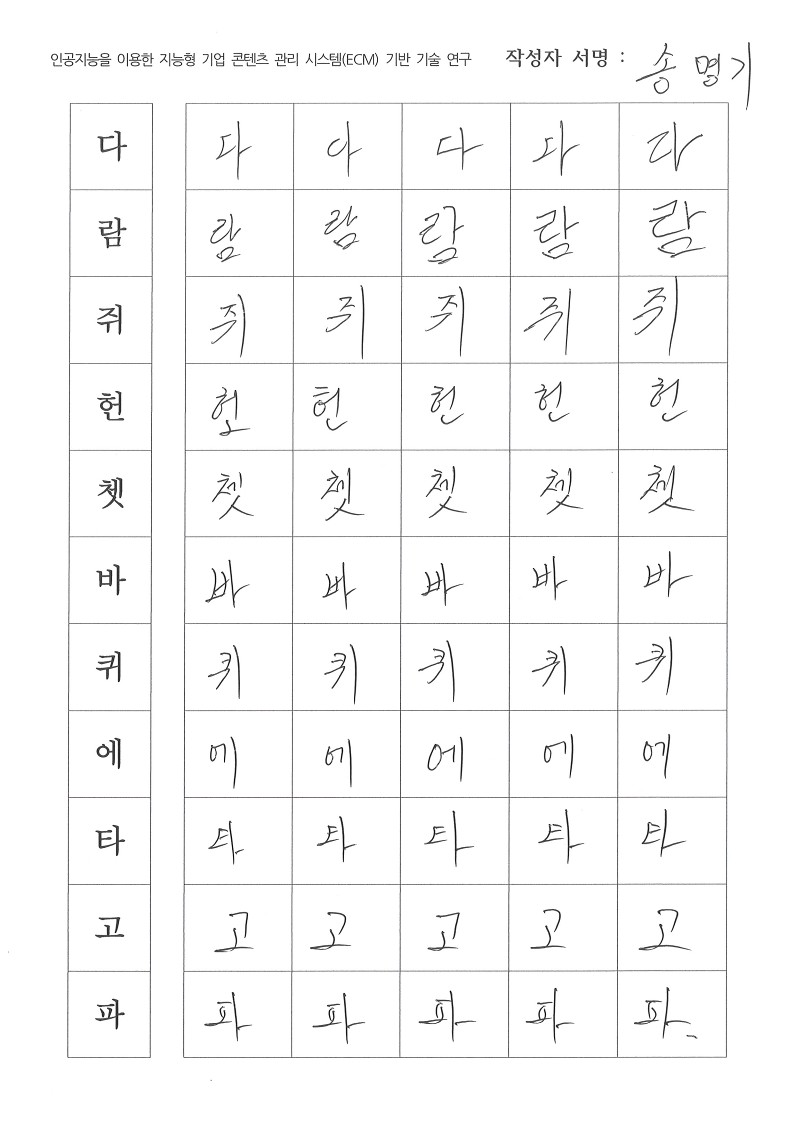 인공지능을 이용한 지능형 기업 콘텐츠 관리 시스템(ECM) 기반 기술 연구 작성자 서명 : 송명기
다 다 아 다 다 다
람 람 람 람 람 람
쥐 쥐 쥐 쥐 쥐 쥐
헌 헌 헌 헌 헌 헌
쳇 쳇 쳇 쳇 쳇 쳇
바 바 바 바 바 바
퀴 퀴 퀴 퀴 퀴 퀴
에 에 에 에 에 에
타 타 타 타 타 타
고 고 고 고 고 고
파 파 파 파 파 파